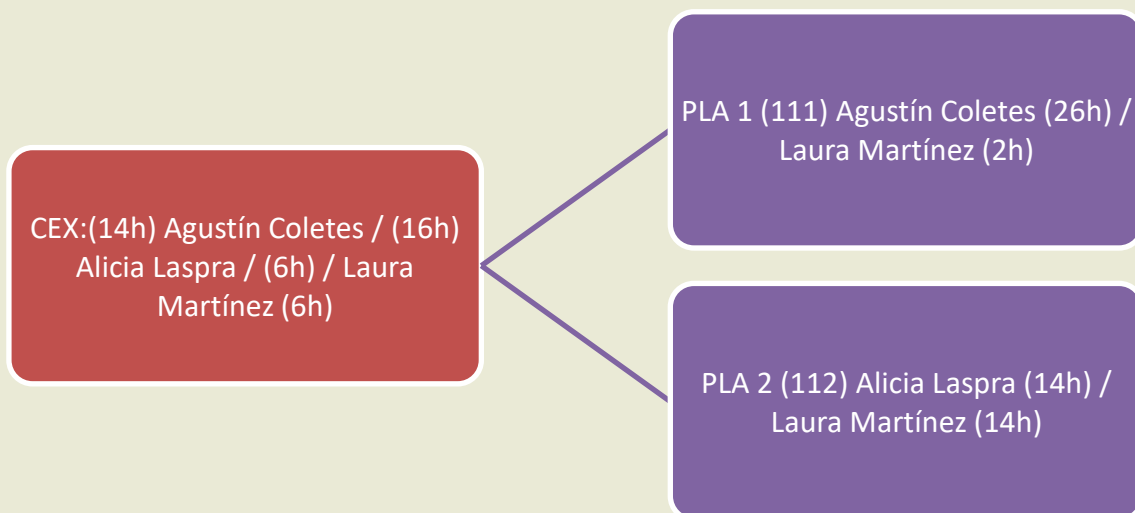 CEX:(14h) Agustín Coletes / (16h)
Alicia Laspra / (6h) / Laura
Martínez (6h)
PLA 1 (111) Agustín Coletes (26h) /
Laura Martínez (2h)
PLA 2 (112) Alicia Laspra (14h) /
Laura Martínez (14h)